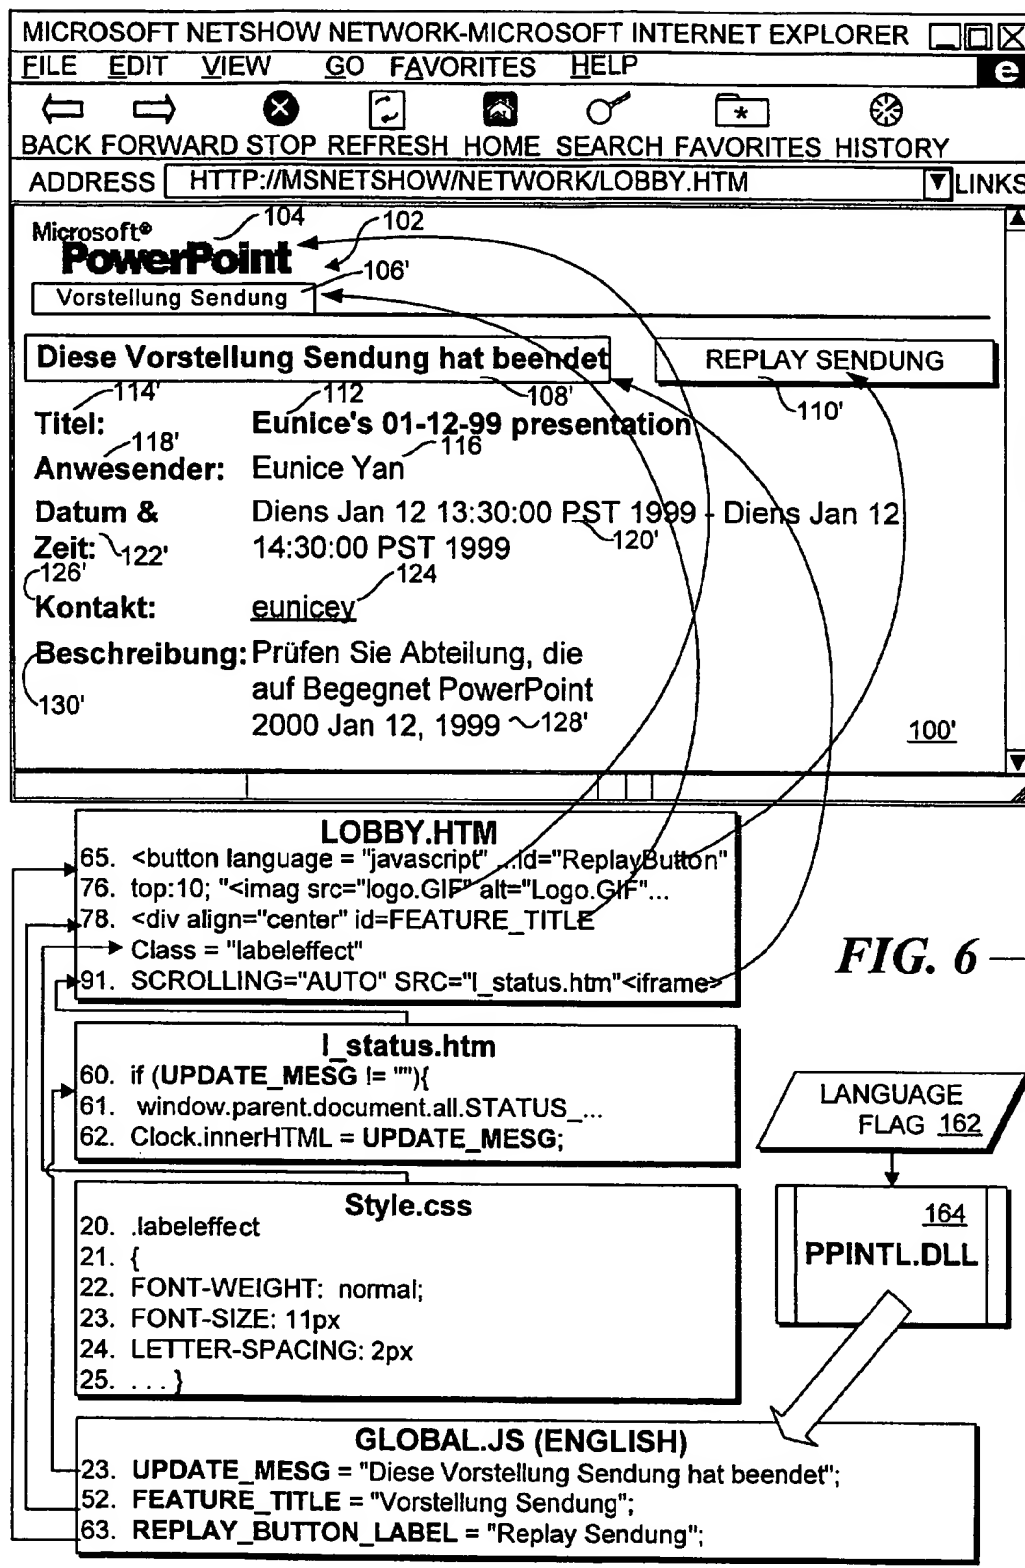 MICROSOFT NETSHOW NETWORK-MICROSOFT INTERNET EXPLORER
FILE EDIT VIEW GO FAVORITES HELP
e
BACK FORWARD STOP REFRESH HOME SEARCH FAVORITES HISTORY
ADDRESS HTTP://MSNETSHOW/NETWORK/LOBBY.HTM LINKS
104
102
Microsoft®
PowerPoint
106'
Vorstellung Sendung
Diese Vorstellung Sendung hat beendet
REPLAY SENDUNG
114'
112
108'
110'
Titel: Eunice's 01-12-99 presentation
118'
116
Anwesender: Eunice Yan
Datum & Diens Jan 12 13:30:00 PST 1999 - Diens Jan 12
Zeit: 14:30:00 PST 1999
122'
120'
126'
124
Kontakt: eunicey
Beschreibung: Prüfen Sie Abteilung, die
auf Begegnet PowerPoint
130'
2000 Jan 12, 1999
128'
100'
LOBBY.HTM
65. <button language = "javascript" ...id="ReplayButton"
76. top:10; "<imag src="logo.GIF" alt="Logo.GIF"...
78. <div align="center" id=FEATURE_TITLE
Class = "labeleffect"
91. SCROLLING="AUTO" SRC="l_status.htm"<iframe>
FIG. 6
l_status.htm
60. if (UPDATE_MESG != ""){
61. window.parent.document.all.STATUS_...
62. Clock.innerHTML = UPDATE_MESG;
LANGUAGE
FLAG 162
Style.css
20. .labeleffect
21. {
22. FONT-WEIGHT: normal;
23. FONT-SIZE: 11px
24. LETTER-SPACING: 2px
25. . . . }
164
PPINTL.DLL
GLOBAL.JS (ENGLISH)
23. UPDATE_MESG = "Diese Vorstellung Sendung hat beendet";
52. FEATURE_TITLE = "Vorstellung Sendung";
63. REPLAY_BUTTON_LABEL = "Replay Sendung";